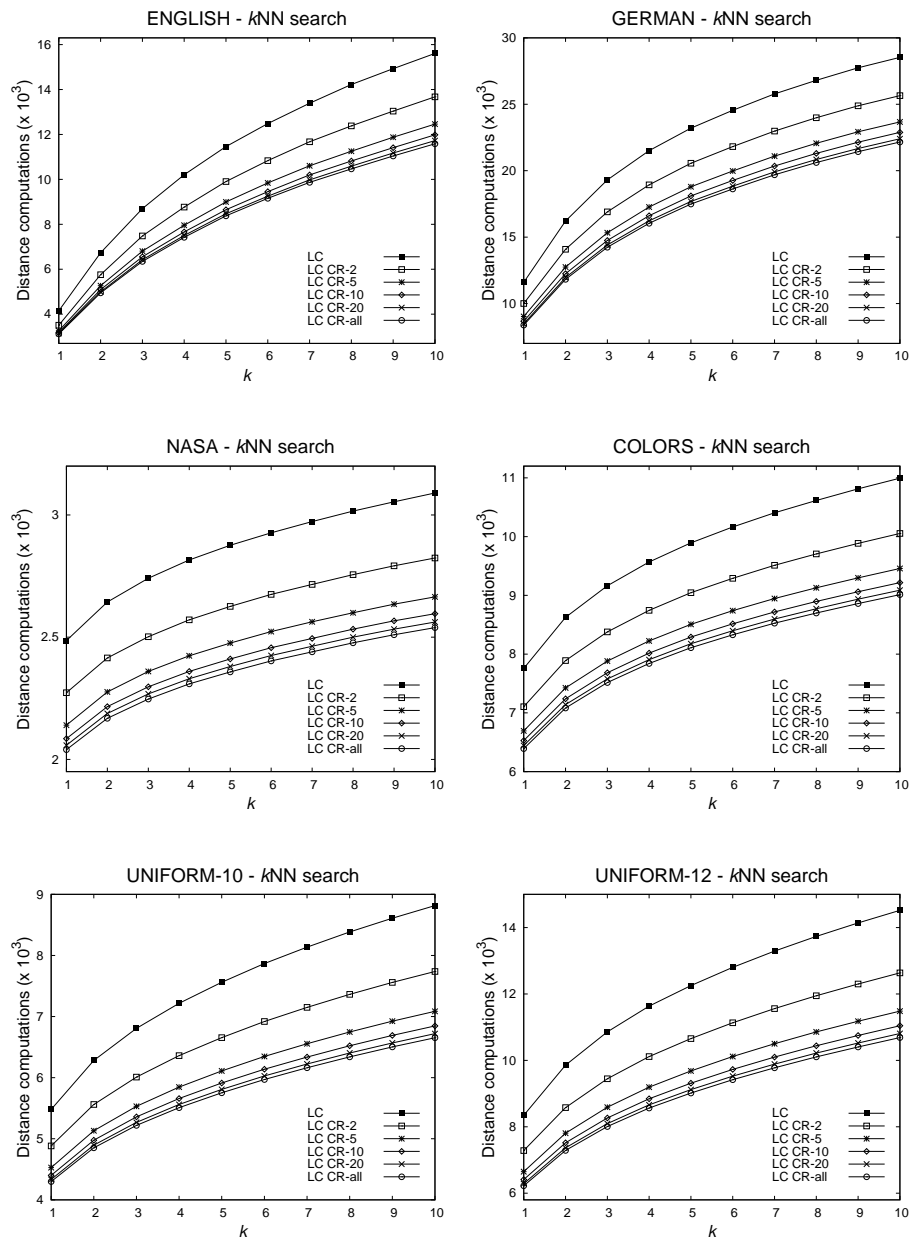 ENGLISH - kNN search
Distance computations (x 10³)
16
14
12
10
8
6
4
LC
LC CR-2
LC CR-5
LC CR-10
LC CR-20
LC CR-all
1 2 3 4 5 6 7 8 9 10
k
GERMAN - kNN search
Distance computations (x 10³)
30
25
20
15
10
LC
LC CR-2
LC CR-5
LC CR-10
LC CR-20
LC CR-all
1 2 3 4 5 6 7 8 9 10
k
NASA - kNN search
Distance computations (x 10³)
3
2.5
2
LC
LC CR-2
LC CR-5
LC CR-10
LC CR-20
LC CR-all
1 2 3 4 5 6 7 8 9 10
k
COLORS - kNN search
Distance computations (x 10³)
11
10
9
8
7
6
LC
LC CR-2
LC CR-5
LC CR-10
LC CR-20
LC CR-all
1 2 3 4 5 6 7 8 9 10
k
UNIFORM-10 - kNN search
Distance computations (x 10³)
9
8
7
6
5
4
LC
LC CR-2
LC CR-5
LC CR-10
LC CR-20
LC CR-all
1 2 3 4 5 6 7 8 9 10
k
UNIFORM-12 - kNN search
Distance computations (x 10³)
14
12
10
8
6
LC
LC CR-2
LC CR-5
LC CR-10
LC CR-20
LC CR-all
1 2 3 4 5 6 7 8 9 10
k